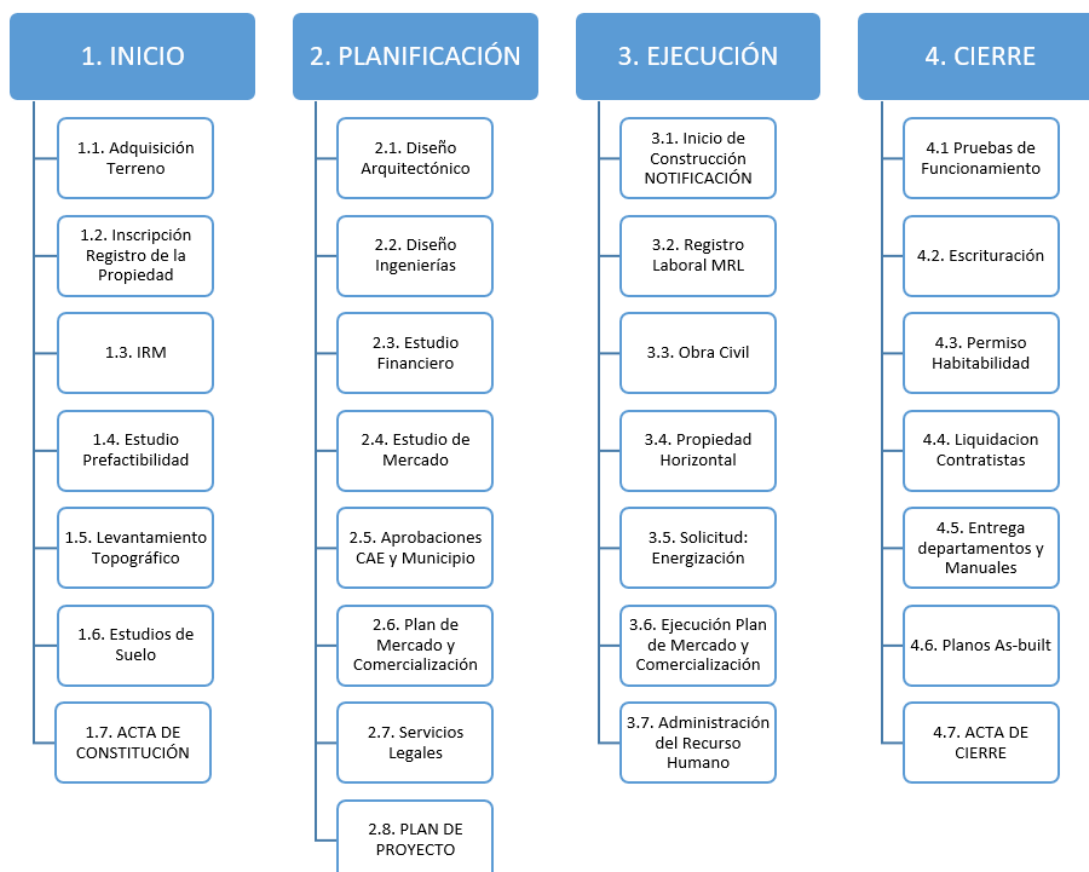 1. INICIO
1.1. Adquisición
Terreno
1.2. Inscripción
Registro de la
Propiedad
1.3. IRM
1.4. Estudio
Prefactibilidad
1.5. Levantamiento
Topográfico
1.6. Estudios de
Suelo
1.7. ACTA DE
CONSTITUCIÓN
2. PLANIFICACIÓN
2.1. Diseño
Arquitectónico
2.2. Diseño
Ingenierías
2.3. Estudio
Financiero
2.4. Estudio de
Mercado
2.5. Aprobaciones
CAE y Municipio
2.6. Plan de
Mercado y
Comercialización
2.7. Servicios
Legales
2.8. PLAN DE
PROYECTO
3. EJECUCIÓN
3.1. Inicio de
Construcción
NOTIFICACIÓN
3.2. Registro
Laboral MRL
3.3. Obra Civil
3.4. Propiedad
Horizontal
3.5. Solicitud:
Energización
3.6. Ejecución Plan
de Mercado y
Comercialización
3.7. Administración
del Recurso
Humano
4. CIERRE
4.1 Pruebas de
Funcionamiento
4.2. Escrituración
4.3. Permiso
Habitabilidad
4.4. Liquidacion
Contratistas
4.5. Entrega
departamentos y
Manuales
4.6. Planos As-built
4.7. ACTA DE
CIERRE